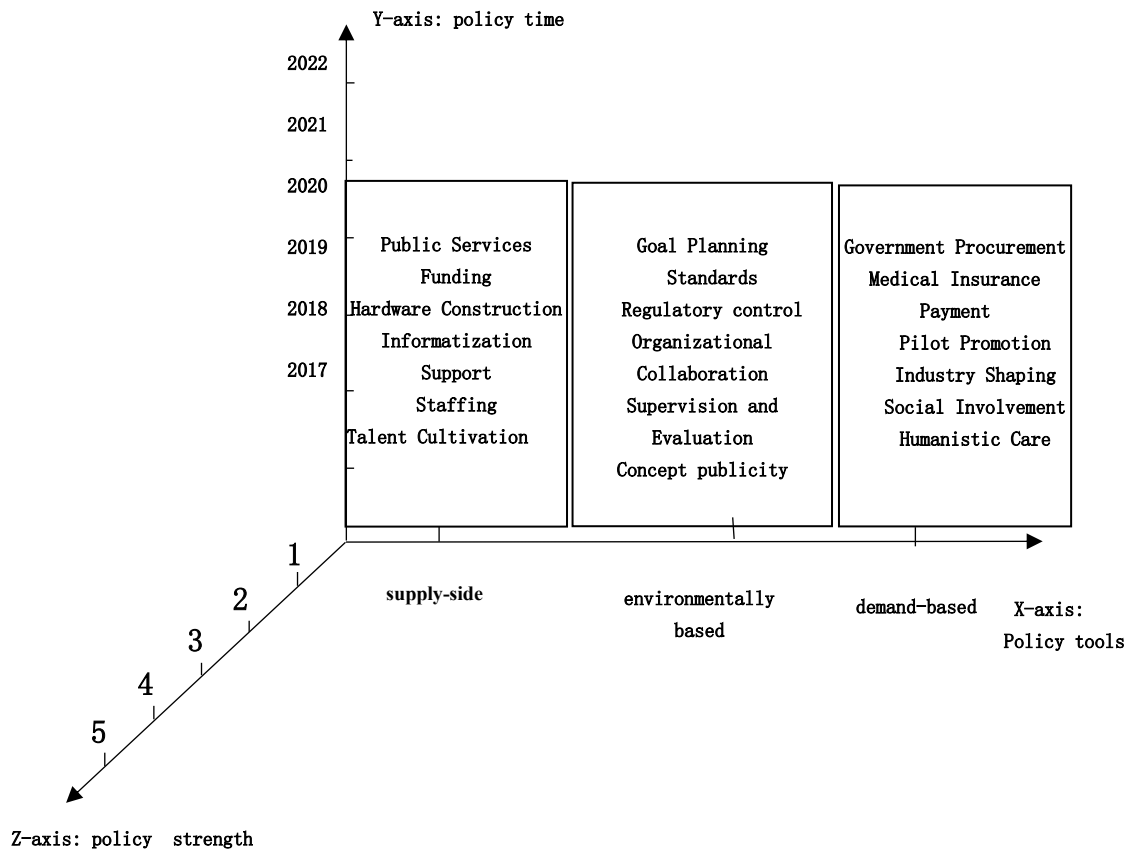 Y-axis: policy time
2022
2021
2020
2019
2018
2017
Public Services
Funding
Hardware Construction
Informatization
Support
Staffing
Talent Cultivation
Goal Planning
Standards
Regulatory control
Organizational
Collaboration
Supervision and
Evaluation
Concept publicity
Government Procurement
Medical Insurance
Payment
Pilot Promotion
Industry Shaping
Social Involvement
Humanistic Care
supply-side
environmentally
based
demand-based
X-axis:
Policy tools
1
2
3
4
5
Z-axis: policy strength